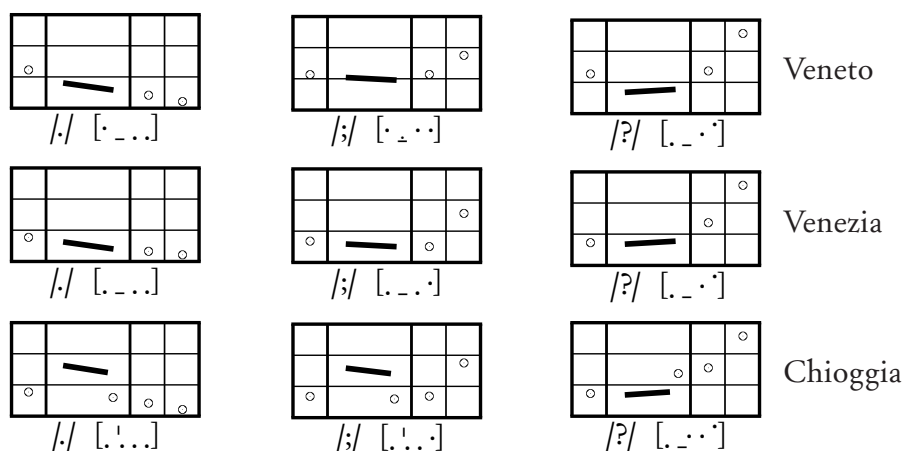 Veneto
/./ [· _ . .] /;/ [· ∸ · ·] /?/ [. _ · ˙]
Venezia
/./ [. _ . .] /;/ [. _ . ·] /?/ [. _ · ˙]
Chioggia
/./ [. ˈ. . .] /;/ [. ˈ. . ·] /?/ [. _ · · ˙]